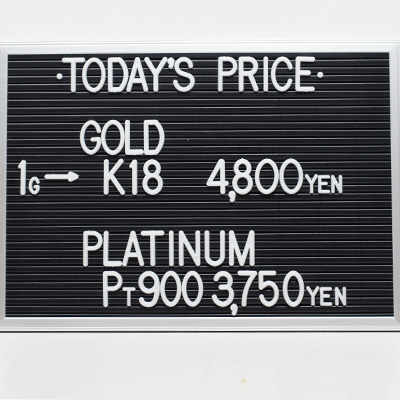 ·TODAY'S PRICE·
GOLD
1G→ K18 4,800YEN
PLATINUM
PT900 3,750YEN